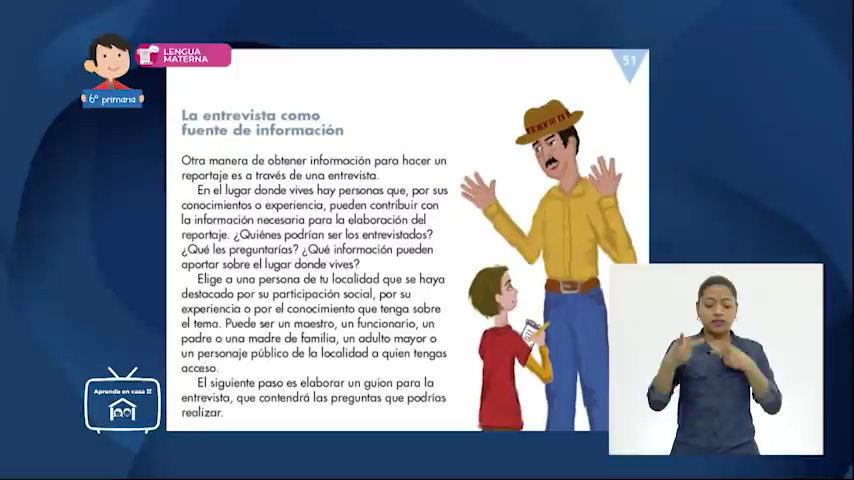 LENGUA
MATERNA
6° primaria
51
La entrevista como
fuente de información
Otra manera de obtener información para hacer un
reportaje es a través de una entrevista.
En el lugar donde vives hay personas que, por sus
conocimientos o experiencia, pueden contribuir con
la información necesaria para la elaboración del
reportaje. ¿Quiénes podrían ser los entrevistados?
¿Qué les preguntarías? ¿Qué información pueden
aportar sobre el lugar donde vives?
Elige a una persona de tu localidad que se haya
destacado por su participación social, por su
experiencia o por el conocimiento que tenga sobre
el tema. Puede ser un maestro, un funcionario, un
padre o una madre de familia, un adulto mayor o
un personaje público de la localidad a quien tengas
acceso.
El siguiente paso es elaborar un guion para la
entrevista, que contendrá las preguntas que podrías
realizar.
Aprende en casa II